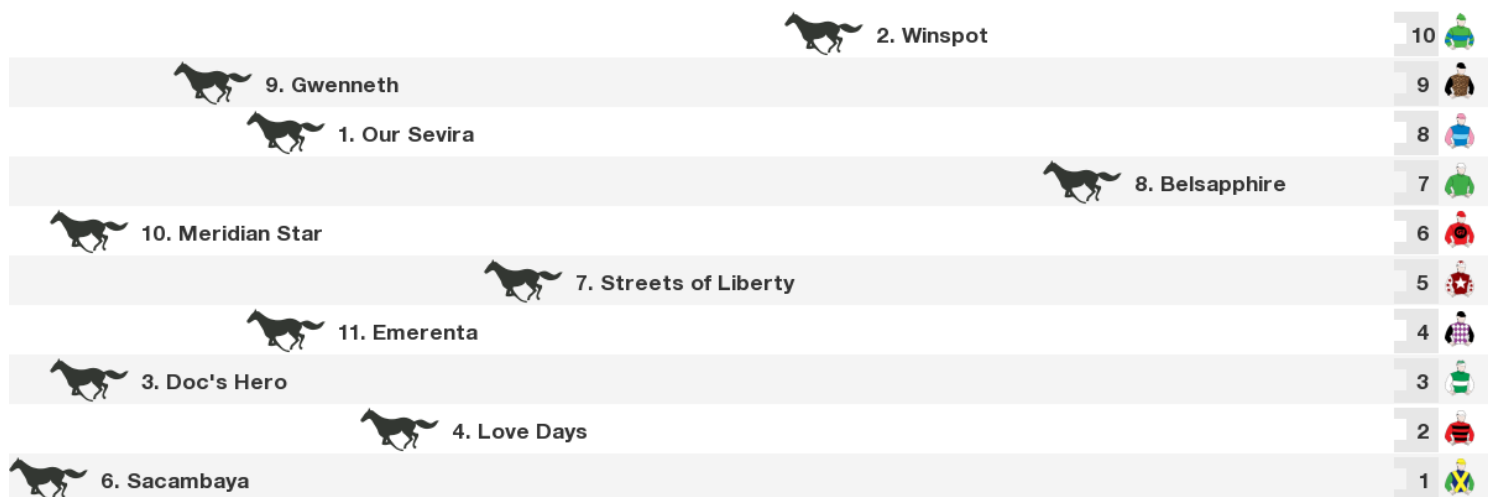 2. Winspot 10
9. Gwenneth 9
1. Our Sevira 8
8. Belsapphire 7
10. Meridian Star 6
7. Streets of Liberty 5
11. Emerenta 4
3. Doc's Hero 3
4. Love Days 2
6. Sacambaya 1